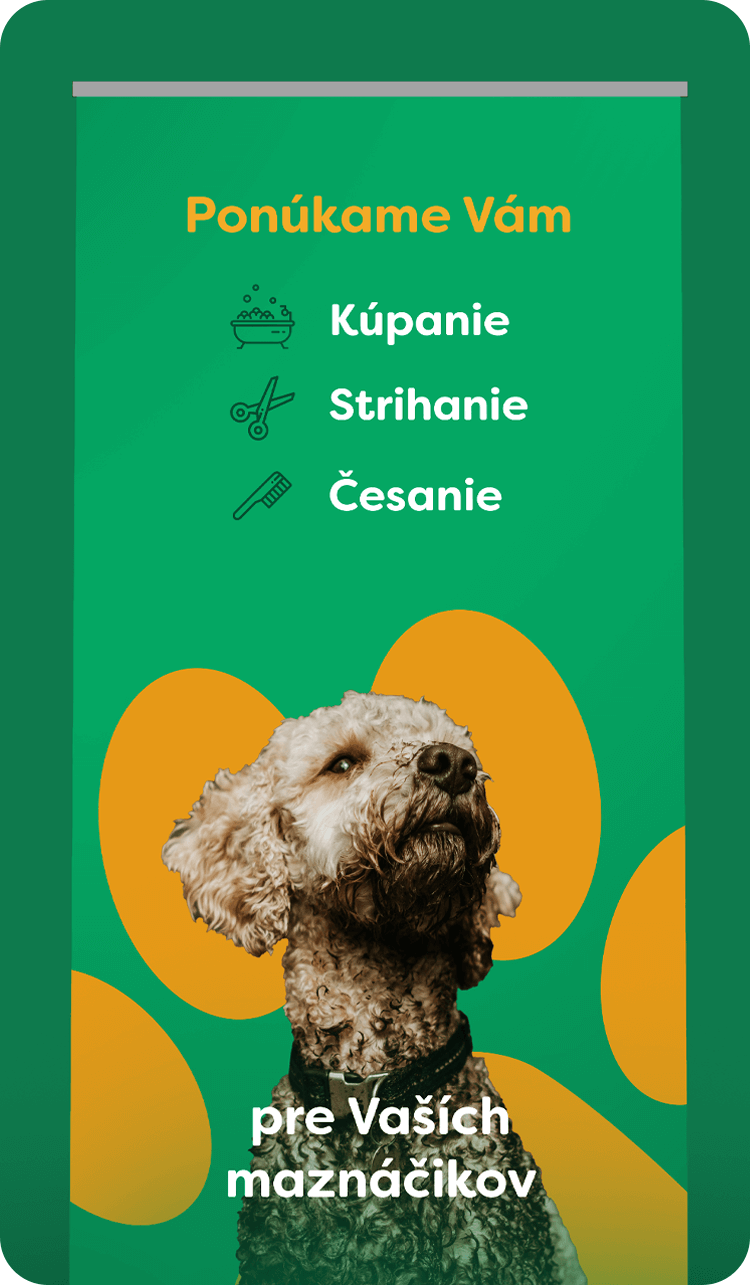 Ponúkame Vám
Kúpanie
Strihanie
Česanie
pre Vaších
maznáčikov